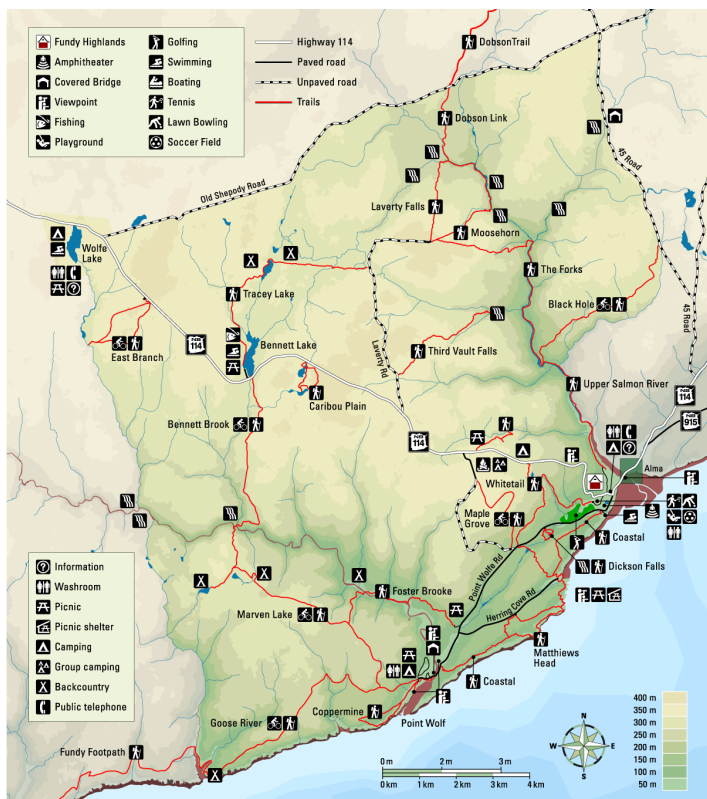 Fundy Highlands
Amphitheater
Covered Bridge
Viewpoint
Fishing
Playground
Golfing
Swimming
Boating
Tennis
Lawn Bowling
Soccer Field
Highway 114
Paved road
Unpaved road
Trails
DobsonTrail
Dobson Link
45 Road
Old Shepody Road
Laverty Falls
Moosehorn
Wolfe
Lake
The Forks
Tracey Lake
Black Hole
45 Road
East Branch
NB
114
Bennett Lake
Laverty Rd
Third Vault Falls
Caribou Plain
Upper Salmon River
NB
114
NB
915
Bennett Brook
NB
114
Alma
Whitetail
Maple
Grove
Coastal
Dickson Falls
Point Wolfe Rd
Foster Brooke
Herring Cove Rd
Marven Lake
Matthiews
Head
Coastal
Goose River
Coppermine
Point Wolf
Fundy Footpath
Information
Washroom
Picnic
Picnic shelter
Camping
Group camping
Backcountry
Public telephone
N
W
E
S
400 m
350 m
300 m
250 m
200 m
150 m
100 m
50 m
0 m
2 m
3 m
0 km
1 km
2 km
3 km
4 km